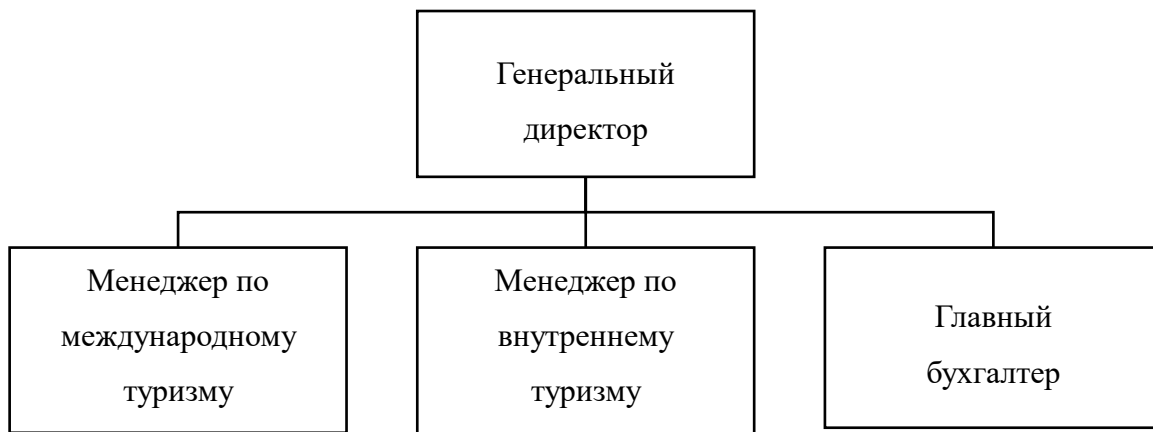 Генеральный
директор
Менеджер по
международному
туризму
Менеджер по
внутреннему
туризму
Главный
бухгалтер